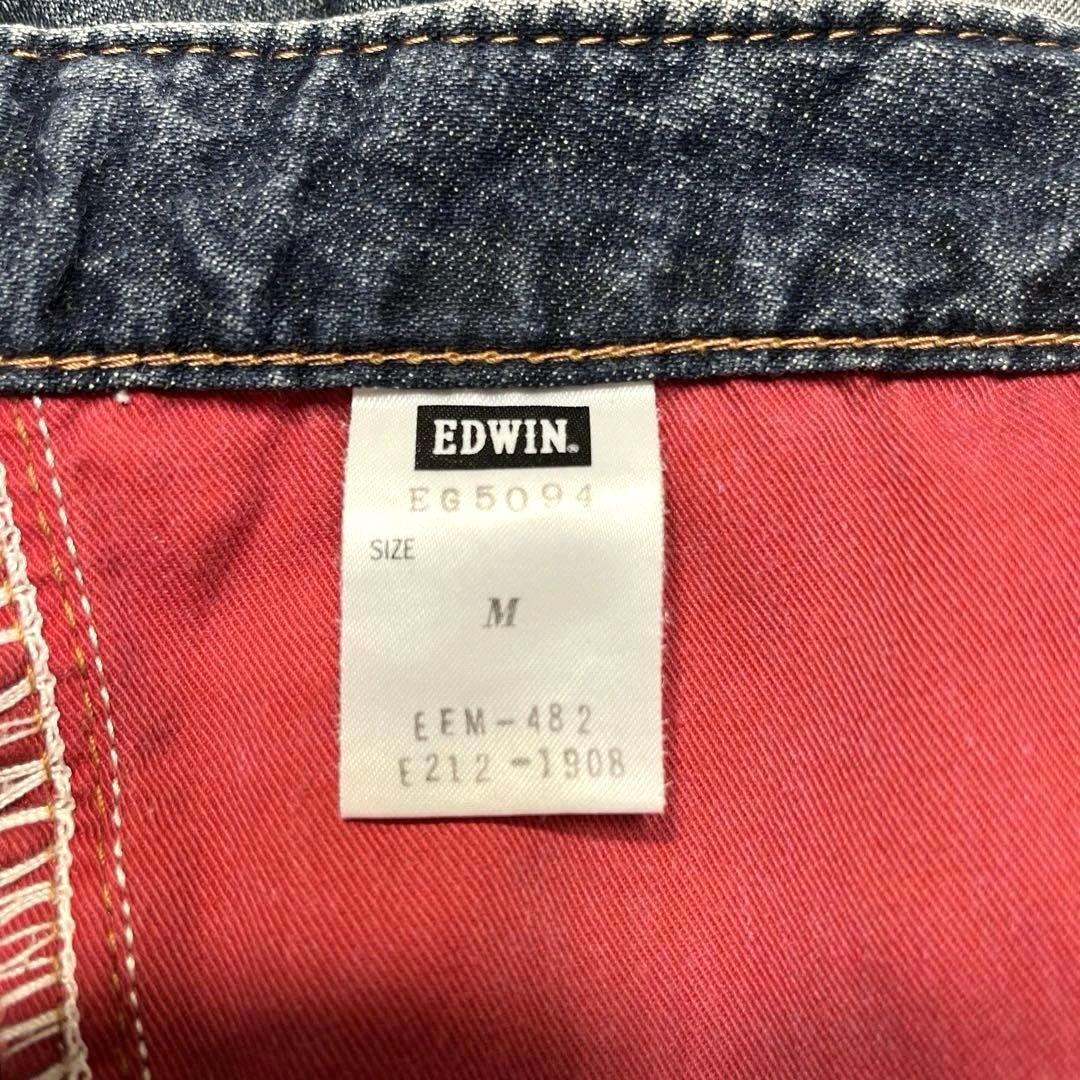 EDWIN.
EG5094
SIZE
M
EEM-482
E212-1908